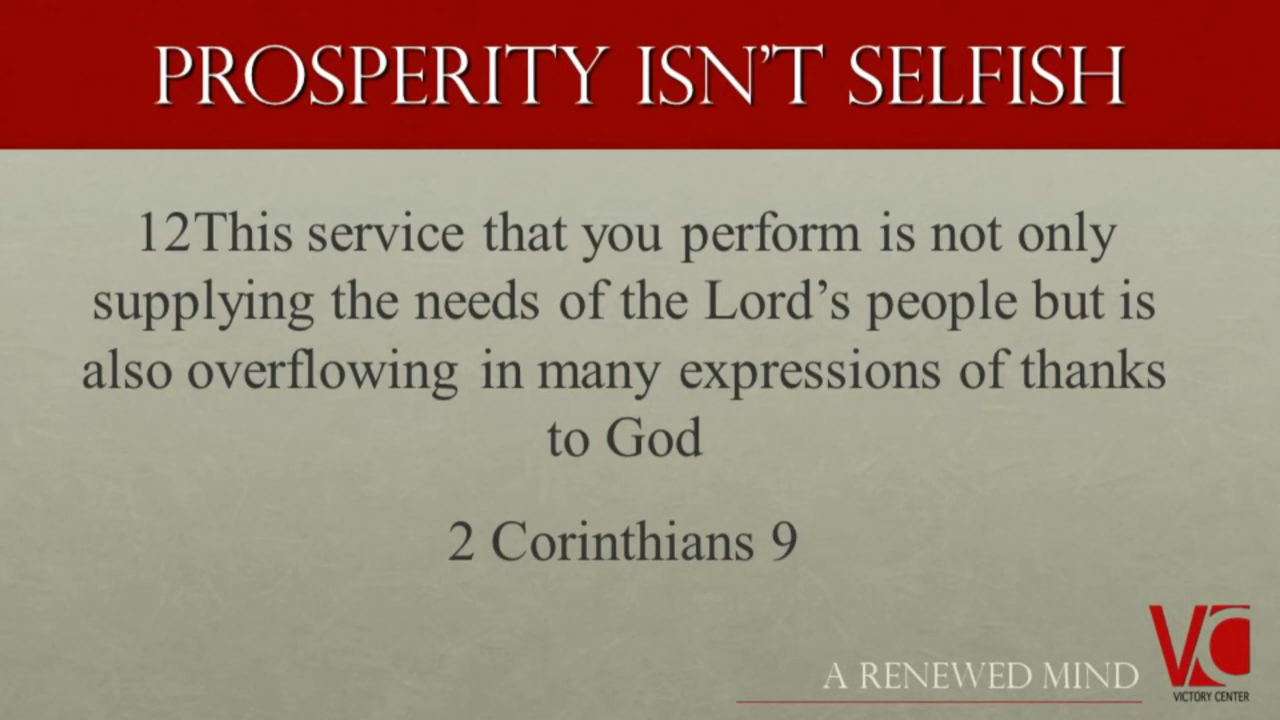 PROSPERITY ISN’T SELFISH
12This service that you perform is not only
supplying the needs of the Lord’s people but is
also overflowing in many expressions of thanks
to God
2 Corinthians 9
A RENEWED MIND
VC
VICTORY CENTER